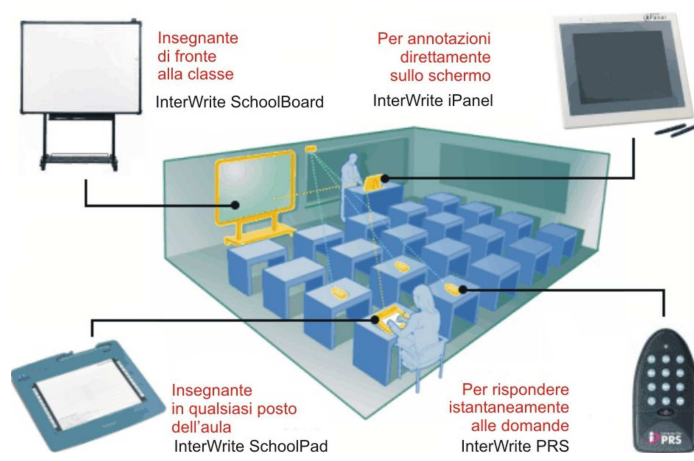 Insegnante
di fronte
alla classe
InterWrite SchoolBoard
Per annotazioni
direttamente
sullo schermo
InterWrite iPanel
Insegnante
in qualsiasi posto
dell'aula
InterWrite SchoolPad
Per rispondere
istantaneamente
alle domande
InterWrite PRS
PRS